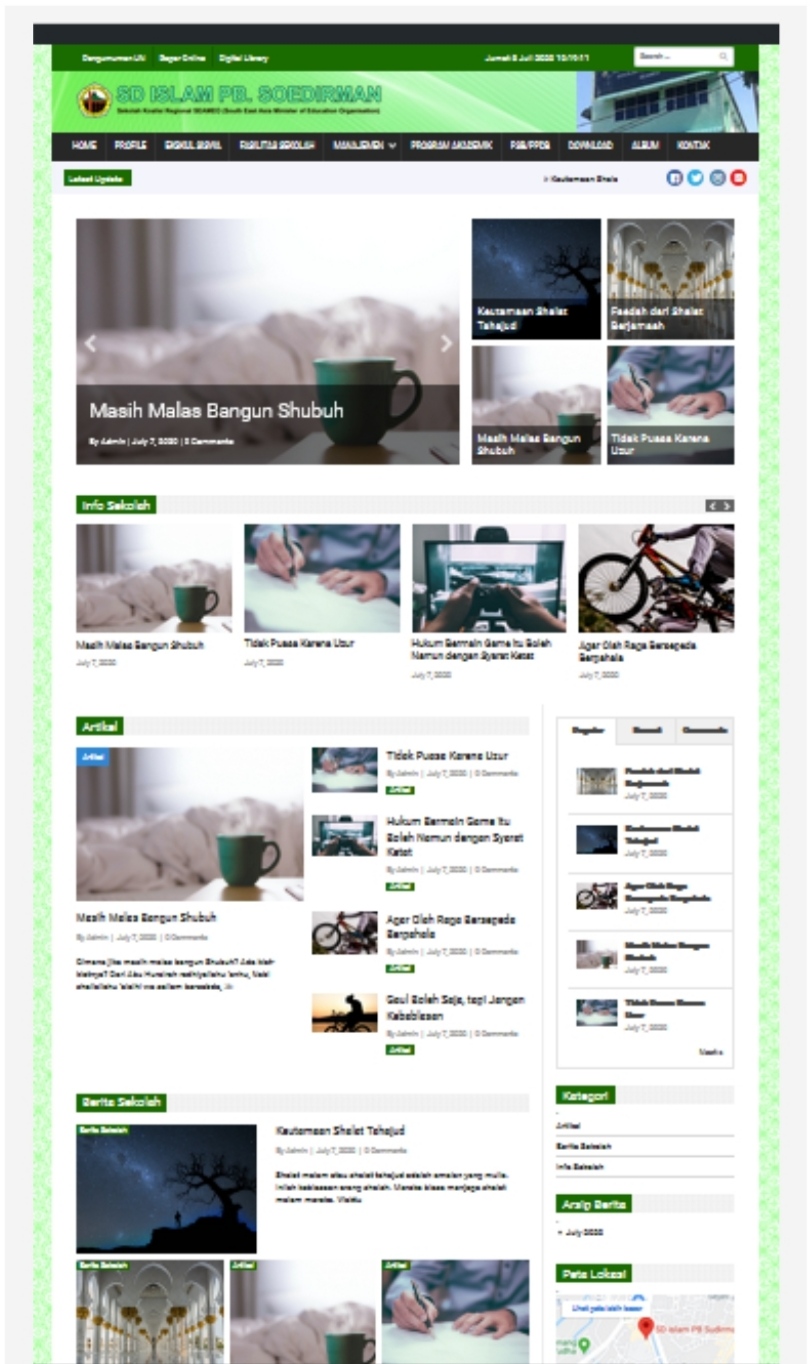 Pengumuman UN Bayar Online Digital Library
Search ...
SD ISLAM PB. SOEDIRMAN
Sekolah Koalisi Regional SEAMEO (South East Asia Minister of Education Organisation)
HOME PROFILE FASILITAS SEKOLAH MANAJEMEN PROGRAM AKADEMIK PSB/PPDB DOWNLOAD ALBUM KONTAK
Latest Update
Keutamaan Shala
Masih Malas Bangun Shubuh
By Admin | July 7, 2020 | 0 Comments
Keutamaan Shalat
Tahajud
Faedah dari Shalat
Berjamaah
Masih Malas Bangun
Shubuh
Tidak Puasa Karena
Uzur
Info Sekolah
Masih Malas Bangun Shubuh
July 7, 2020
Tidak Puasa Karena Uzur
July 7, 2020
Hukum Bermain Game Itu Boleh
Namun dengan Syarat Ketat
July 7, 2020
Agar Olah Raga Bersepeda
Berpahala
July 7, 2020
Artikel
Artikel
Masih Malas Bangun Shubuh
By Admin | July 7, 2020 | 0 Comments
Gimana jika masih malas bangun Shubuh? Ada kiat-
kiatnya? Dari Abu Hurairah radhiyallahu 'anhu, Nabi
shallallahu 'alaihi wa sallam bersabda,
Tidak Puasa Karena Uzur
By Admin | July 7, 2020 | 0 Comments
Artikel
Hukum Bermain Game Itu
Boleh Namun dengan Syarat
Ketat
By Admin | July 7, 2020 | 0 Comments
Artikel
Agar Olah Raga Bersepeda
Berpahala
By Admin | July 7, 2020 | 0 Comments
Artikel
Gaul Boleh Saja, tapi Jangan
Kebablasan
By Admin | July 7, 2020 | 0 Comments
Artikel
Popular Recent Comments
Faedah dari Shalat
Berjamaah
July 7, 2020
Keutamaan Shalat
Tahajud
July 7, 2020
Agar Olah Raga
Bersepeda Berpahala
July 7, 2020
Masih Malas Bangun
Shubuh
July 7, 2020
Tidak Puasa Karena
Uzur
July 7, 2020
Next »
Berita Sekolah
Berita Sekolah
Keutamaan Shalat Tahajud
By Admin | July 7, 2020 | 0 Comments
Shalat malam atau shalat tahajud adalah amalan yang mulia.
Inilah kebiasaan orang shalih. Mereka biasa menjaga shalat
malam mereka. Waktu
Berita Sekolah
Artikel
Artikel
Kategori
Artikel
Berita Sekolah
Info Sekolah
Arsip Berita
July 2020
Peta Lokasi
Lihat peta lebih besar
SD Islam PB Sudirm